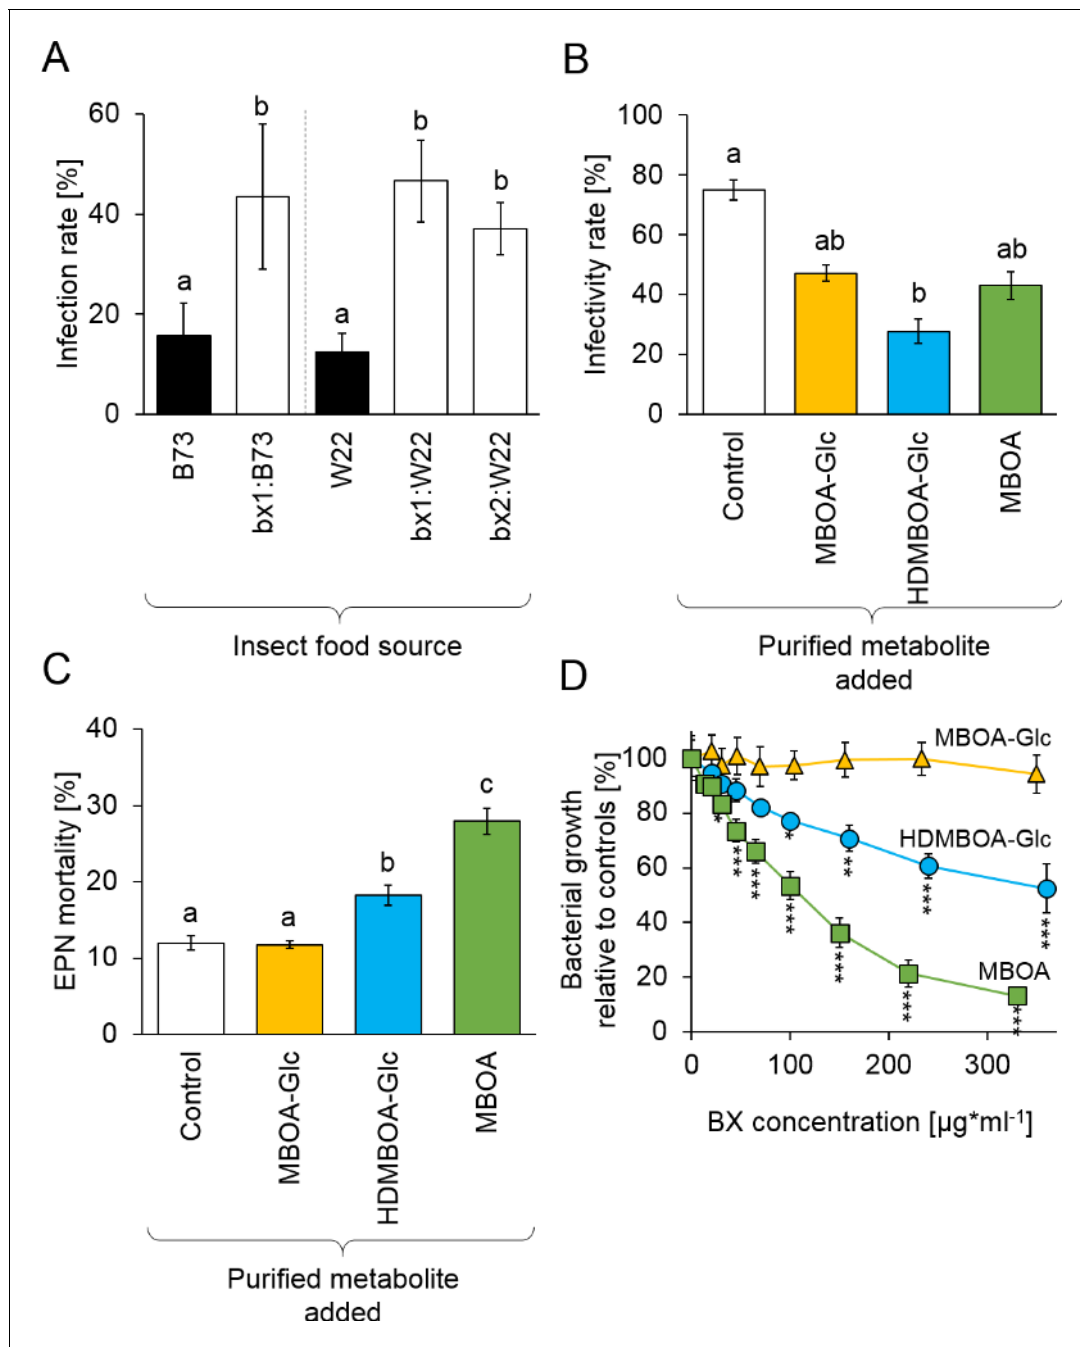 A
Infection rate [%]
60
40
20
0
a
b
a
b
b
B73
bx1:B73
W22
bx1:W22
bx2:W22
Insect food source
B
Infectivity rate [%]
100
80
60
40
20
0
a
ab
b
ab
Control
MBOA-Glc
HDMBOA-Glc
MBOA
Purified metabolite
added
C
EPN mortality [%]
40
30
20
10
0
a
a
b
c
Control
MBOA-Glc
HDMBOA-Glc
MBOA
Purified metabolite
added
D
Bacterial growth
relative to controls [%]
100
80
60
40
20
0
MBOA-Glc
HDMBOA-Glc
MBOA
*
***
***
***
***
***
***
*
**
***
***
0
100
200
300
BX concentration [µg*ml-1]